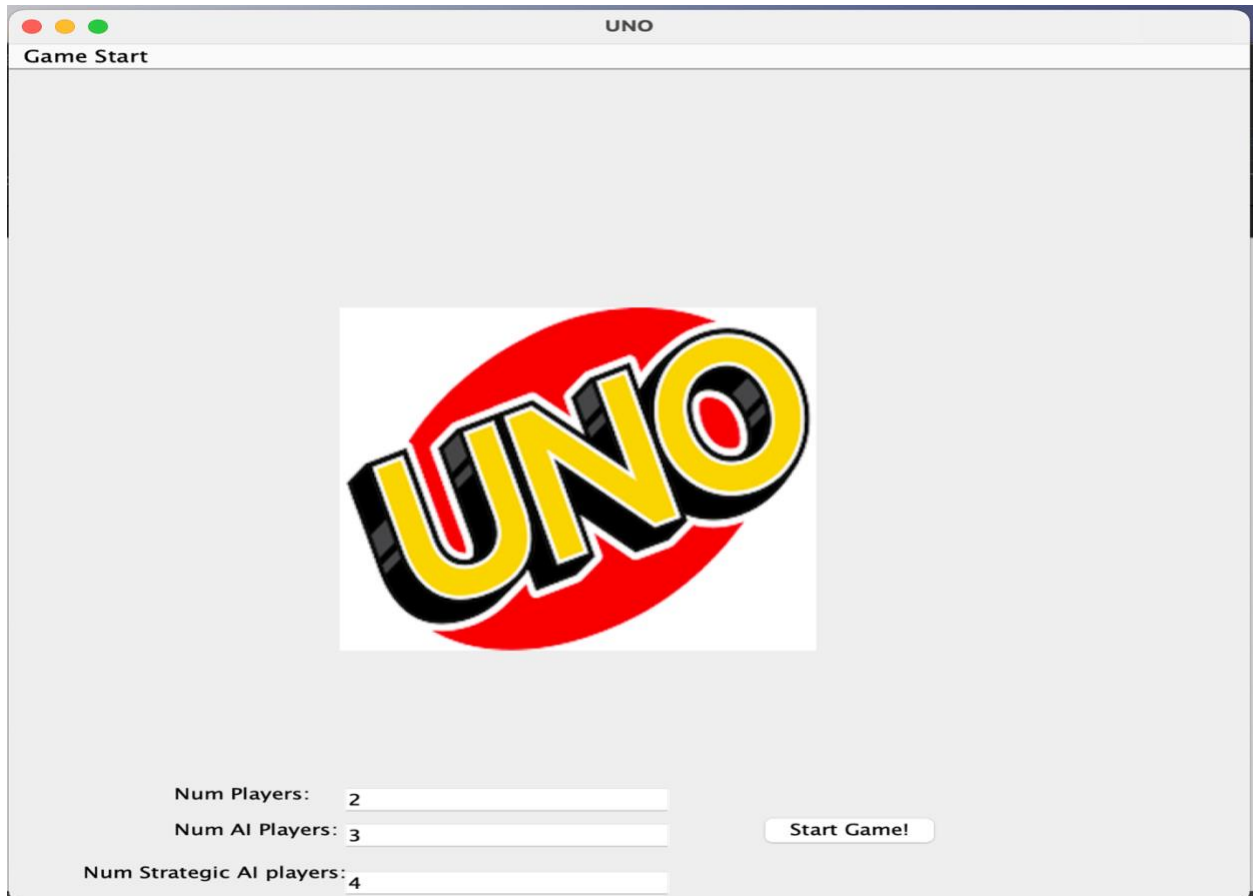 UNO
Game Start
UNO
Num Players: 2
Num AI Players: 3
Start Game!
Num Strategic AI players: 4